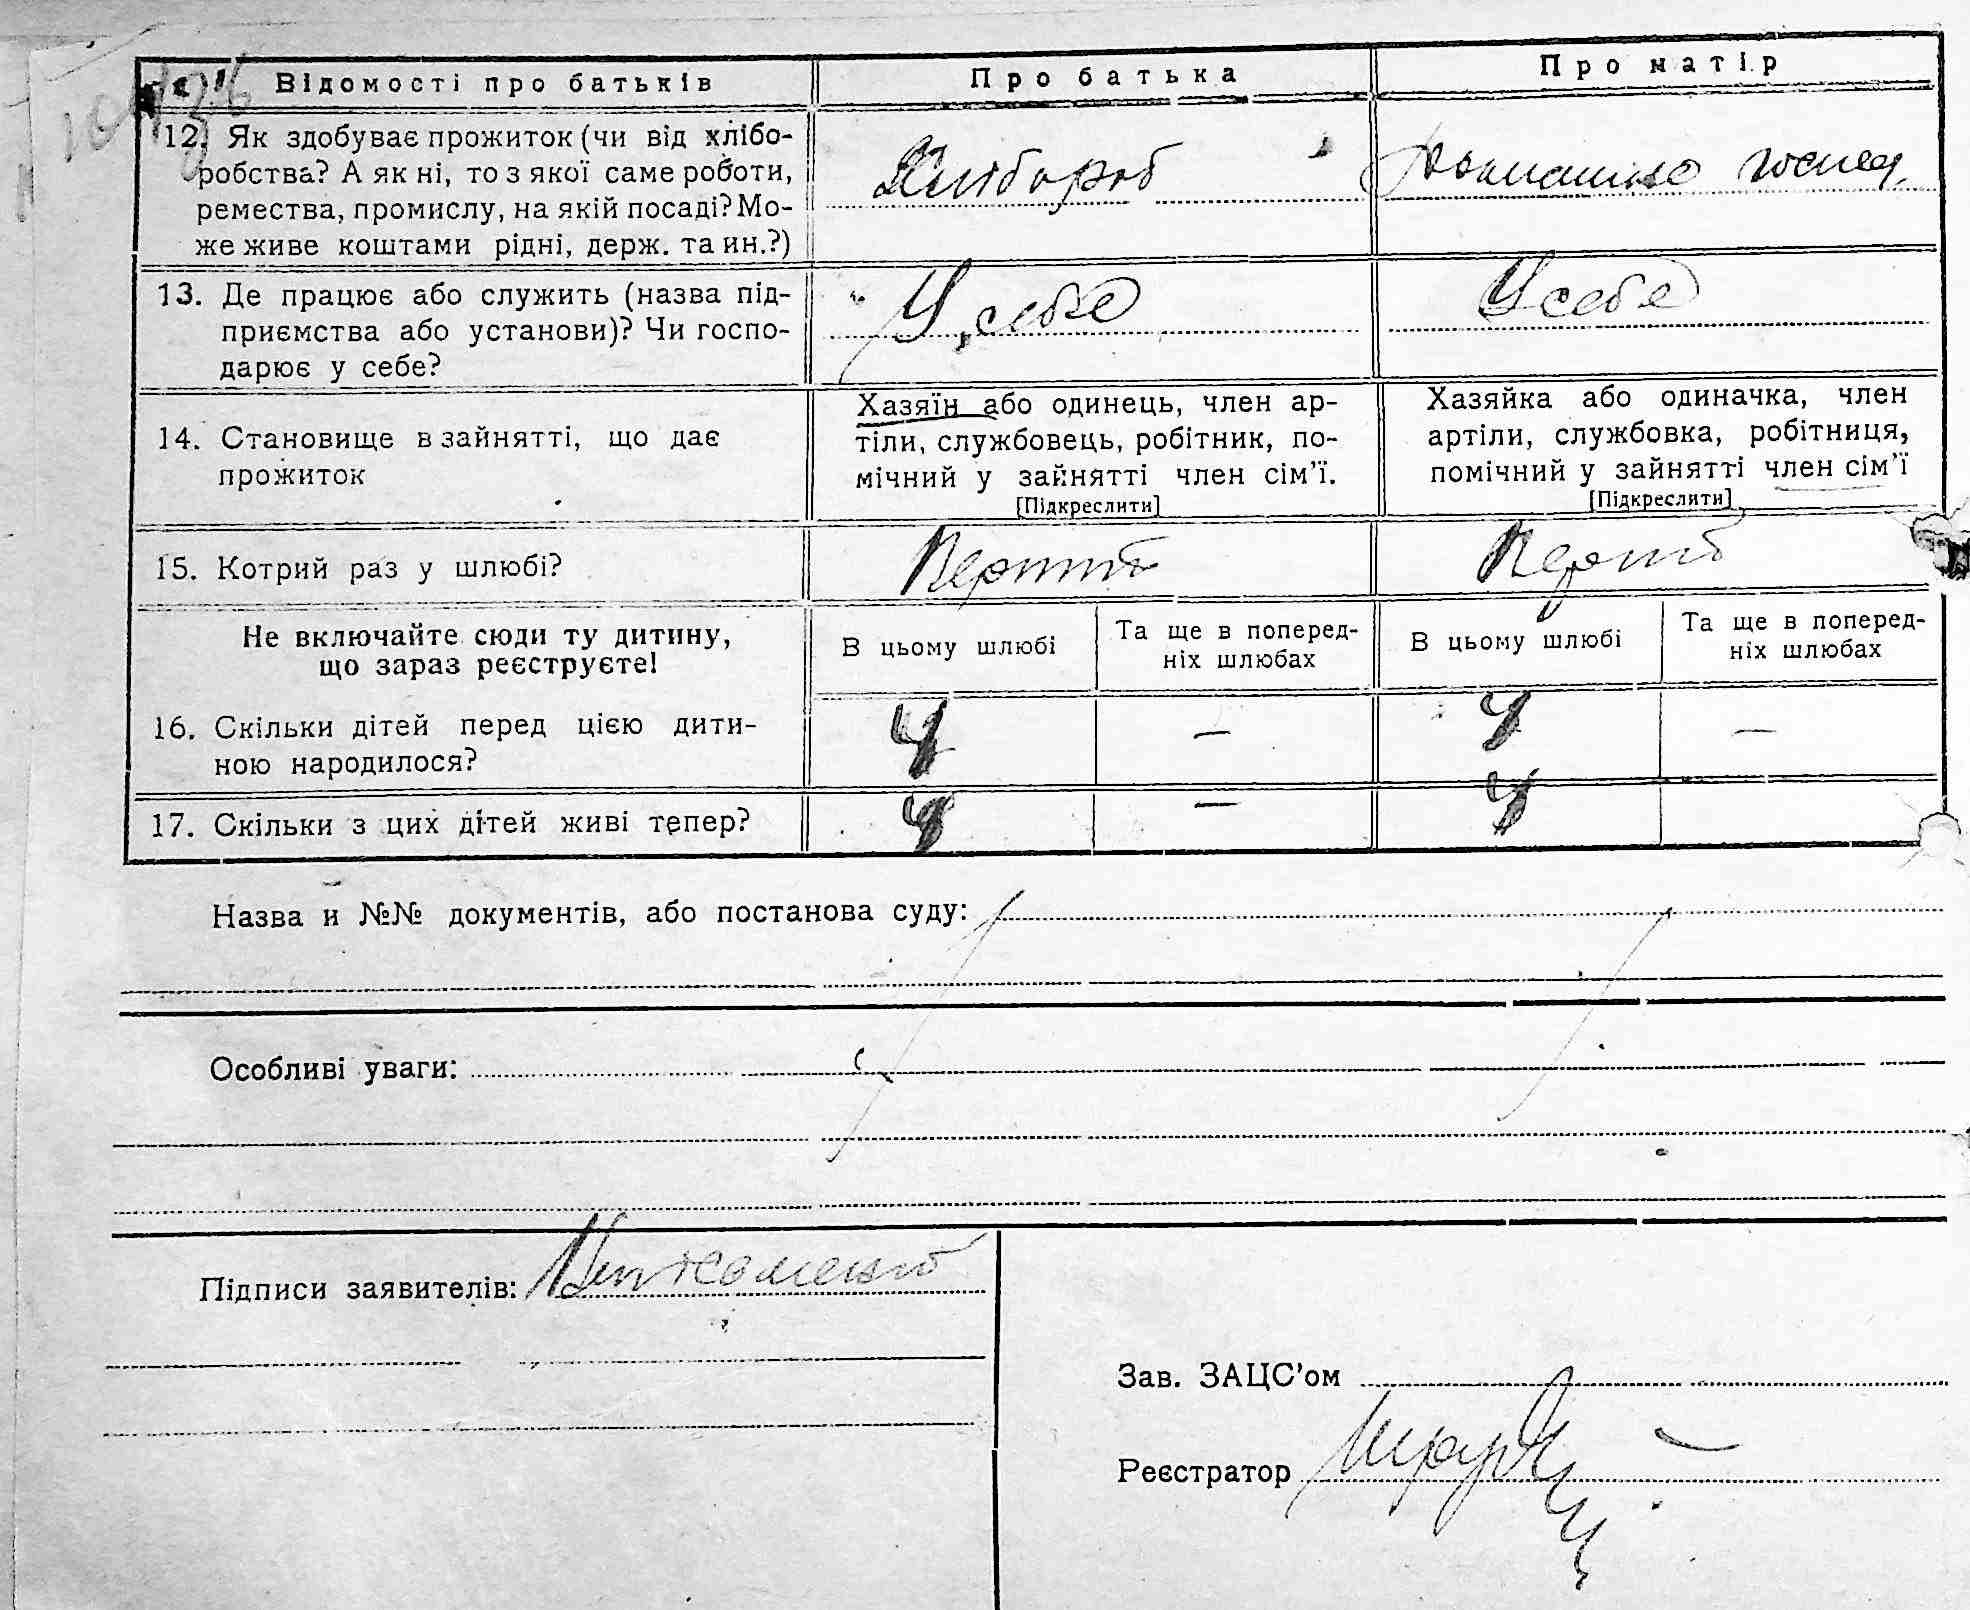 Відомості про батьків
Про батька
Про матір
12. Як здобуває прожиток (чи від хлібо-
робства? А як ні, то з якої саме роботи,
ремества, промислу, на якій посаді? Мо-
же живе коштами рідні, держ. та ин.?)
Хлібороб
Домашнє господ.
13. Де працює або служить (назва під-
приємства або установи)? Чи госпо-
дарює у себе?
У себе
У себе
14. Становище в зайнятті, що дає
прожиток
Хазяїн або одинець, член ар-
тіли, службовець, робітник, по-
мічний у зайнятті член сім'ї.
[Підкреслити]
Хазяйка або одиначка, член
артіли, службовка, робітниця,
помічний у зайнятті член сім'ї
[Підкреслити]
15. Котрий раз у шлюбі?
Не включайте сюди ту дитину,
що зараз реєструєте!
В цьому шлюбі
Та ще в поперед-
ніх шлюбах
В цьому шлюбі
Та ще в поперед-
ніх шлюбах
16. Скільки дітей перед цією дити-
ною народилося?
4
—
4
—
17. Скільки з цих дітей живі тепер?
4
—
4
Назва и №№ документів, або постанова суду:
Особливі уваги:
Підписи заявителів:
Зав. ЗАЦС'ом
Реєстратор